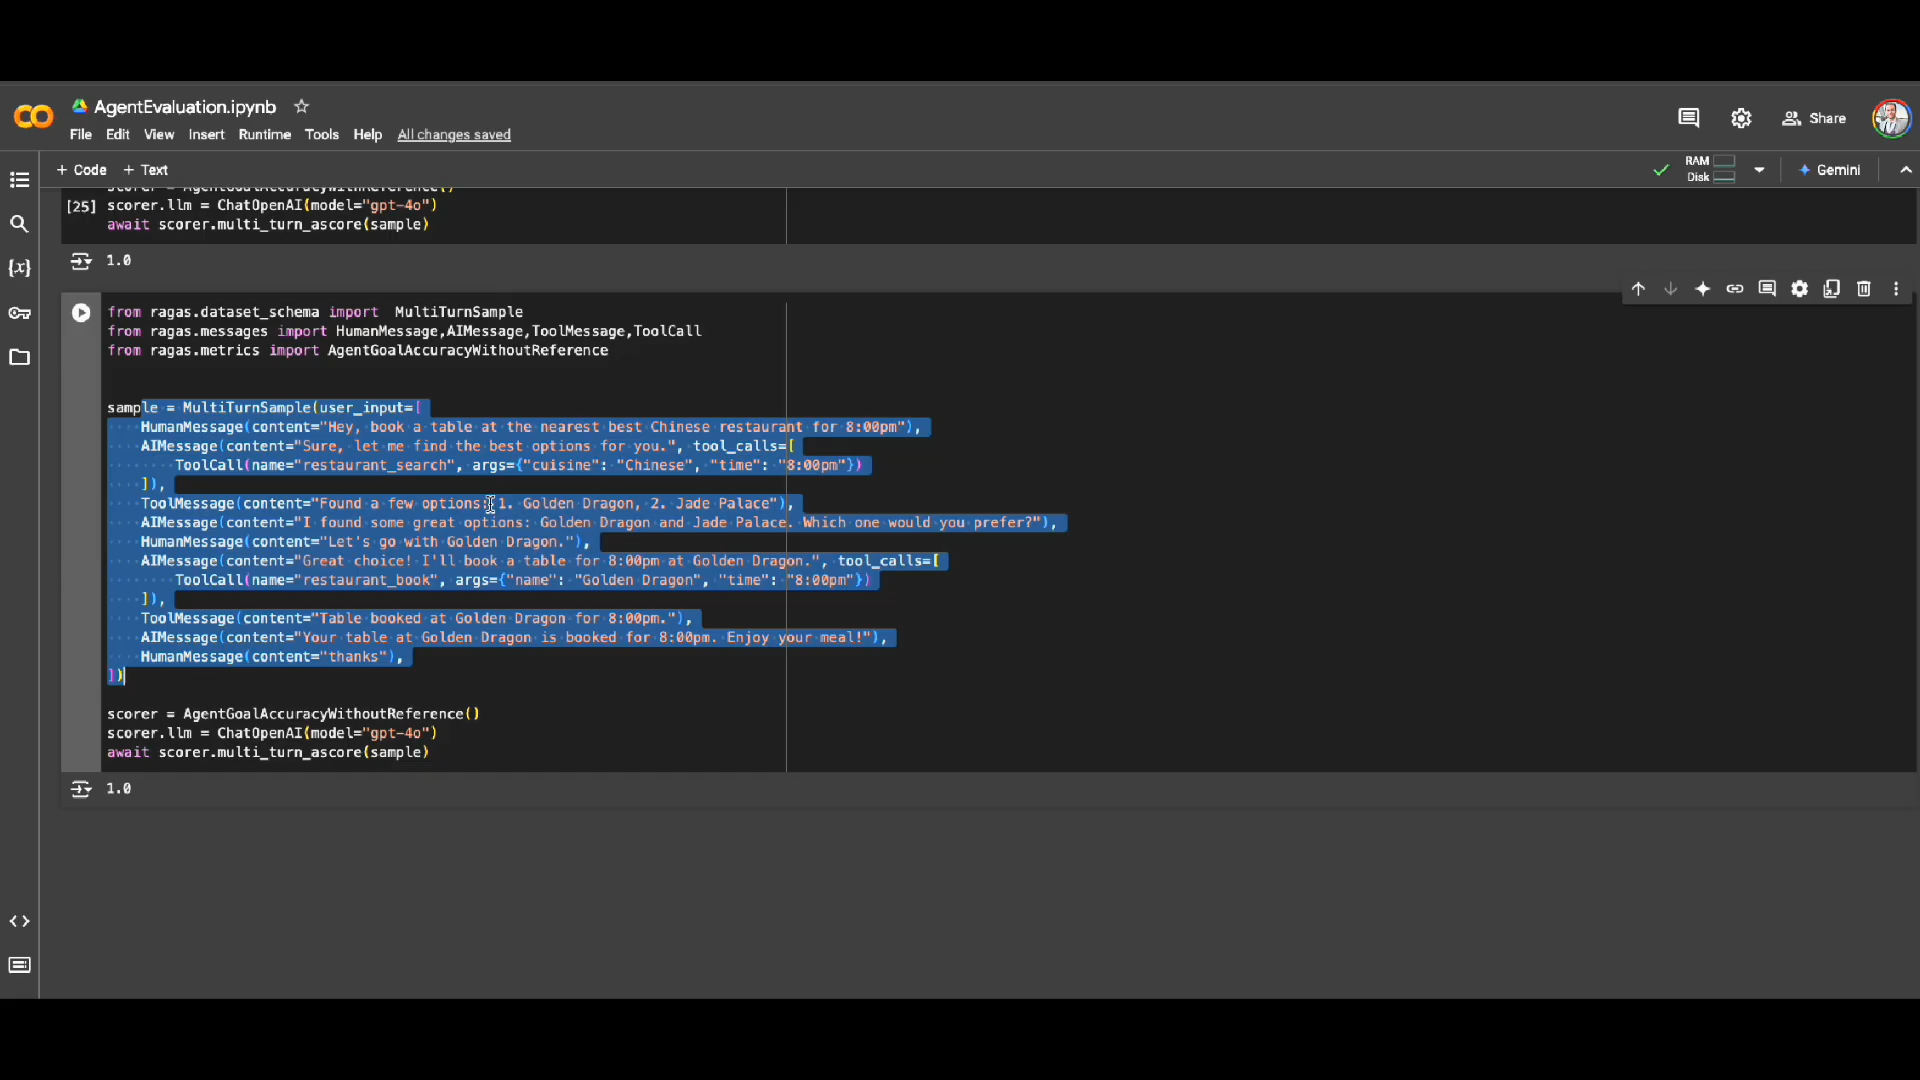 AgentEvaluation.ipynb
File Edit View Insert Runtime Tools Help All changes saved
Share
+ Code + Text
RAM
Disk
Gemini
scorer = AgentGoalAccuracyWithReference()
[25] scorer.llm = ChatOpenAI(model="gpt-4o")
await scorer.multi_turn_ascore(sample)
1.0
from ragas.dataset_schema import  MultiTurnSample
from ragas.messages import HumanMessage,AIMessage,ToolMessage,ToolCall
from ragas.metrics import AgentGoalAccuracyWithoutReference
sample = MultiTurnSample(user_input=[
    HumanMessage(content="Hey, book a table at the nearest best Chinese restaurant for 8:00pm"),
    AIMessage(content="Sure, let me find the best options for you.", tool_calls=[
        ToolCall(name="restaurant_search", args={"cuisine": "Chinese", "time": "8:00pm"})
    ]),
    ToolMessage(content="Found a few options: 1. Golden Dragon, 2. Jade Palace"),
    AIMessage(content="I found some great options: Golden Dragon and Jade Palace. Which one would you prefer?"),
    HumanMessage(content="Let's go with Golden Dragon."),
    AIMessage(content="Great choice! I'll book a table for 8:00pm at Golden Dragon.", tool_calls=[
        ToolCall(name="restaurant_book", args={"name": "Golden Dragon", "time": "8:00pm"})
    ]),
    ToolMessage(content="Table booked at Golden Dragon for 8:00pm."),
    AIMessage(content="Your table at Golden Dragon is booked for 8:00pm. Enjoy your meal!"),
    HumanMessage(content="thanks"),
])
scorer = AgentGoalAccuracyWithoutReference()
scorer.llm = ChatOpenAI(model="gpt-4o")
await scorer.multi_turn_ascore(sample)
1.0